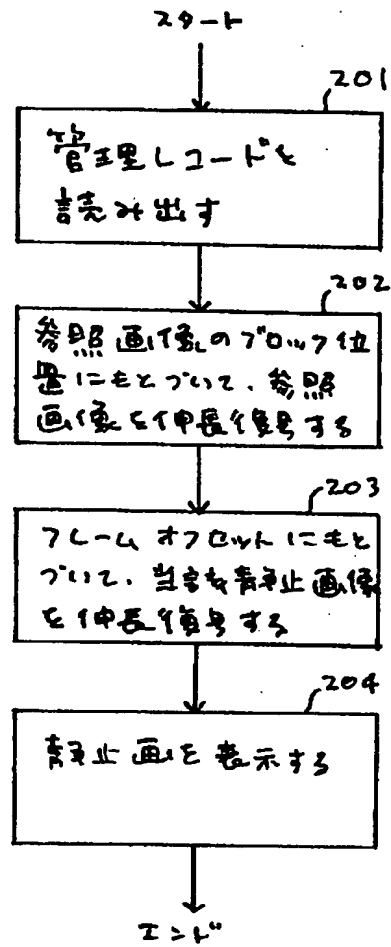 スタート
201
管理レコードを
読み出す
202
参照画像のブロック位
置にもとづいて、参照
画像を伸長復号する
203
フレームオフセットにもと
づいて、当該静止画像
を伸長復号する
204
静止画を表示する
エンド